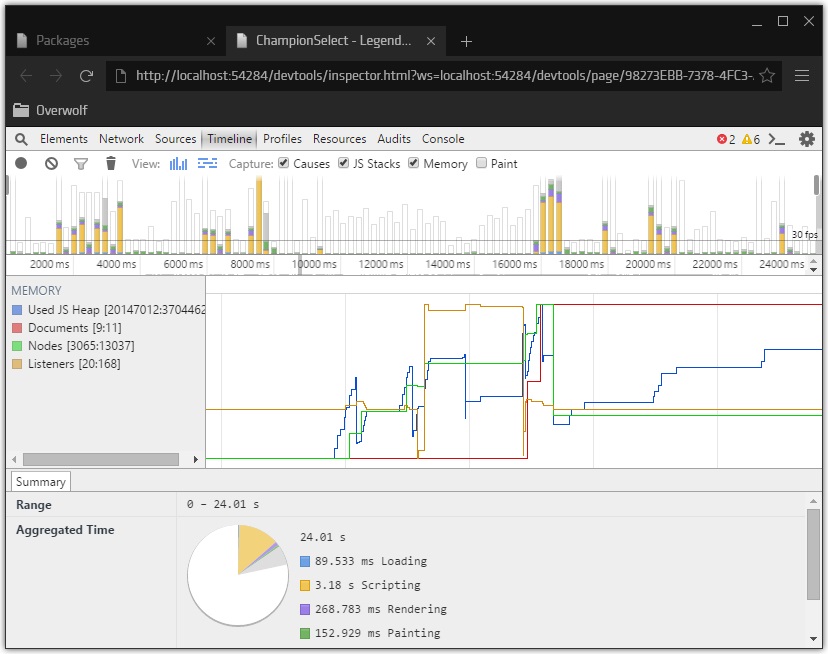 Packages
ChampionSelect - Legend...
http://localhost:54284/devtools/inspector.html?ws=localhost:54284/devtools/page/98273EBB-7378-4FC3-
Overwolf
Elements Network Sources Timeline Profiles Resources Audits Console 2 6
View: Capture: Causes JS Stacks Memory Paint
30 fps
2000 ms 4000 ms 6000 ms 8000 ms 10000 ms 12000 ms 14000 ms 16000 ms 18000 ms 20000 ms 22000 ms 24000 ms
MEMORY
Used JS Heap [20147012:3704462
Documents [9:11]
Nodes [3065:13037]
Listeners [20:168]
Summary
Range 0 – 24.01 s
Aggregated Time
24.01 s
89.533 ms Loading
3.18 s Scripting
268.783 ms Rendering
152.929 ms Painting